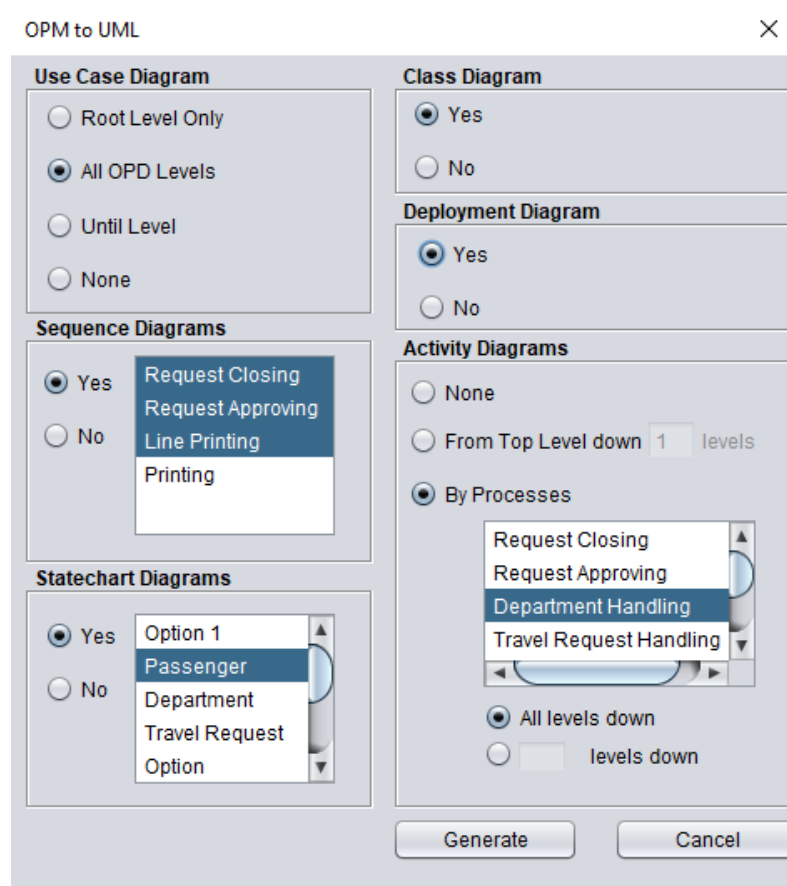 OPM to UML
Use Case Diagram
Root Level Only
All OPD Levels
Until Level
None
Sequence Diagrams
Yes
No
Request Closing
Request Approving
Line Printing
Printing
Statechart Diagrams
Yes
No
Option 1
Passenger
Department
Travel Request
Option
Class Diagram
Yes
No
Deployment Diagram
Yes
No
Activity Diagrams
None
From Top Level down 1 levels
By Processes
Request Closing
Request Approving
Department Handling
Travel Request Handling
All levels down
levels down
Generate
Cancel